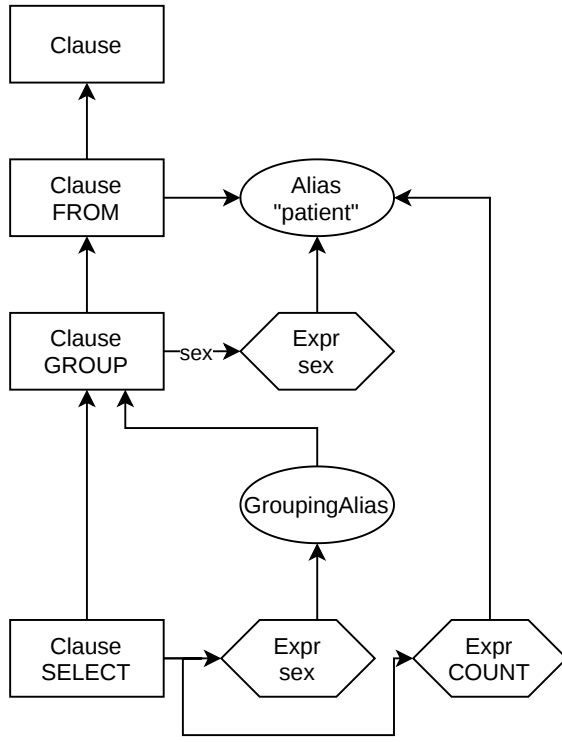 Clause
Clause
FROM
Alias
"patient"
Clause
GROUP
sex
Expr
sex
GroupingAlias
Clause
SELECT
Expr
sex
Expr
COUNT